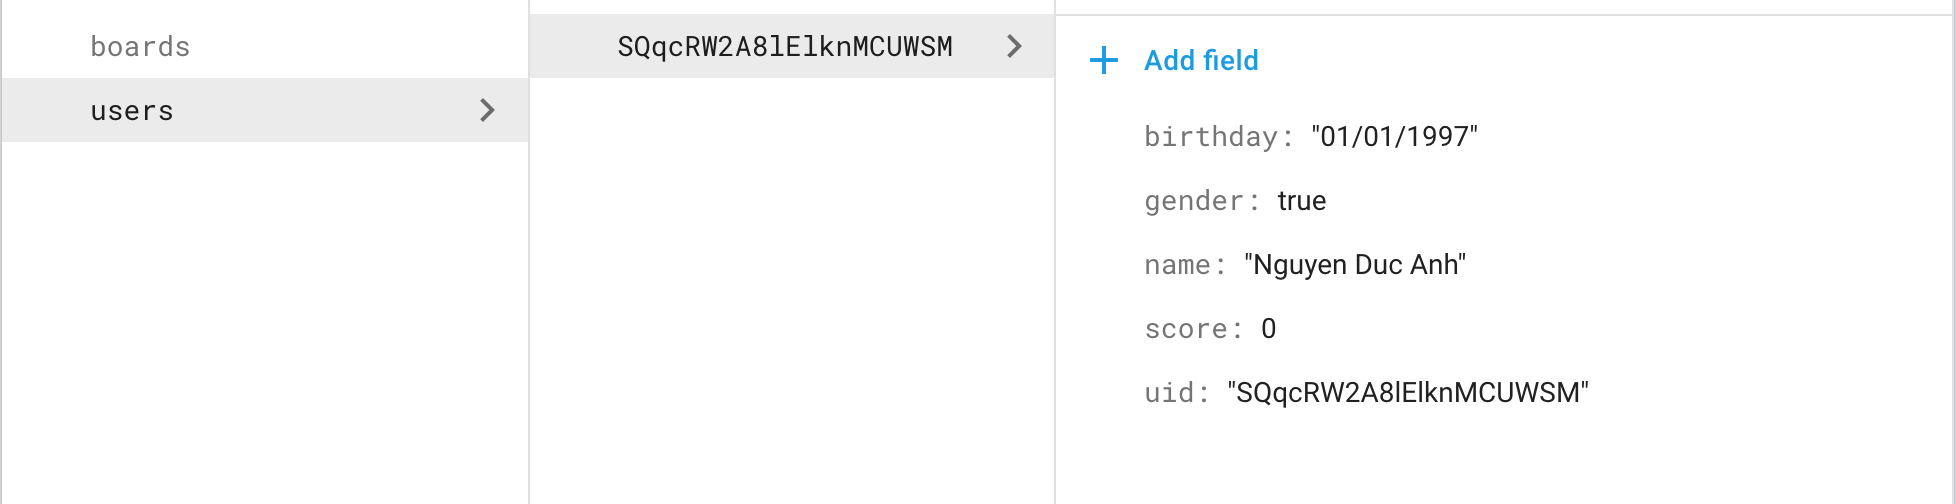 boards
users
SQqcRW2A8lElknMCUWSM
Add field
birthday: "01/01/1997"
gender: true
name: "Nguyen Duc Anh"
score: 0
uid: "SQqcRW2A8lElknMCUWSM"